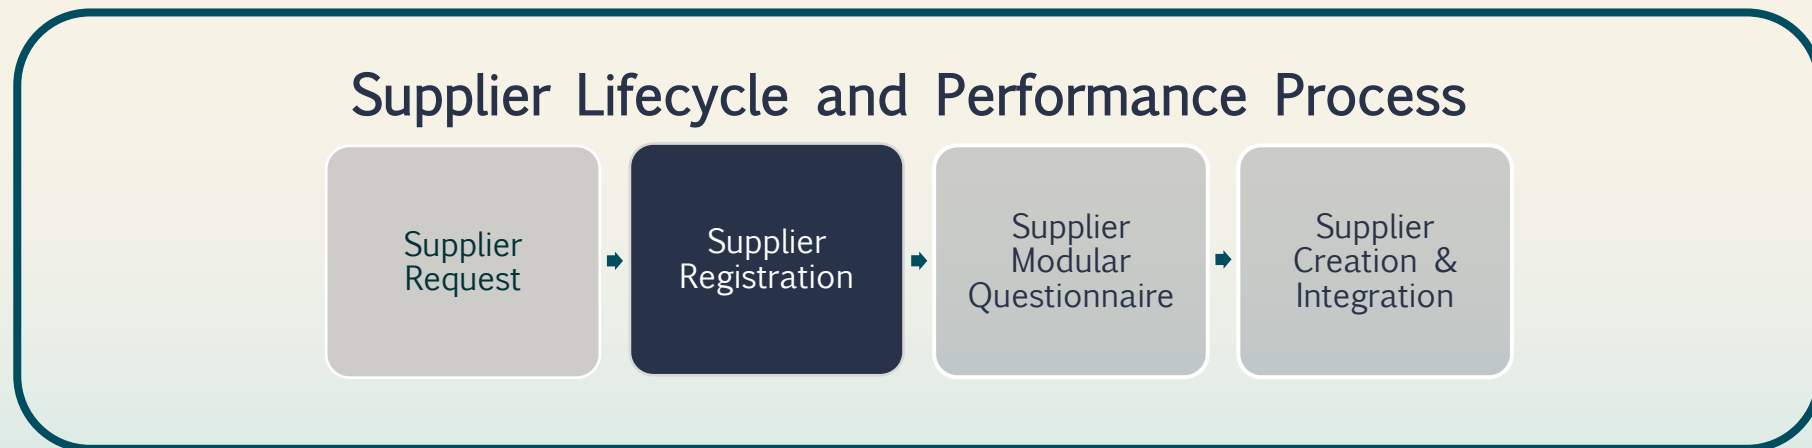 Supplier Lifecycle and Performance Process
Supplier
Request
Supplier
Registration
Supplier
Modular
Questionnaire
Supplier
Creation &
Integration